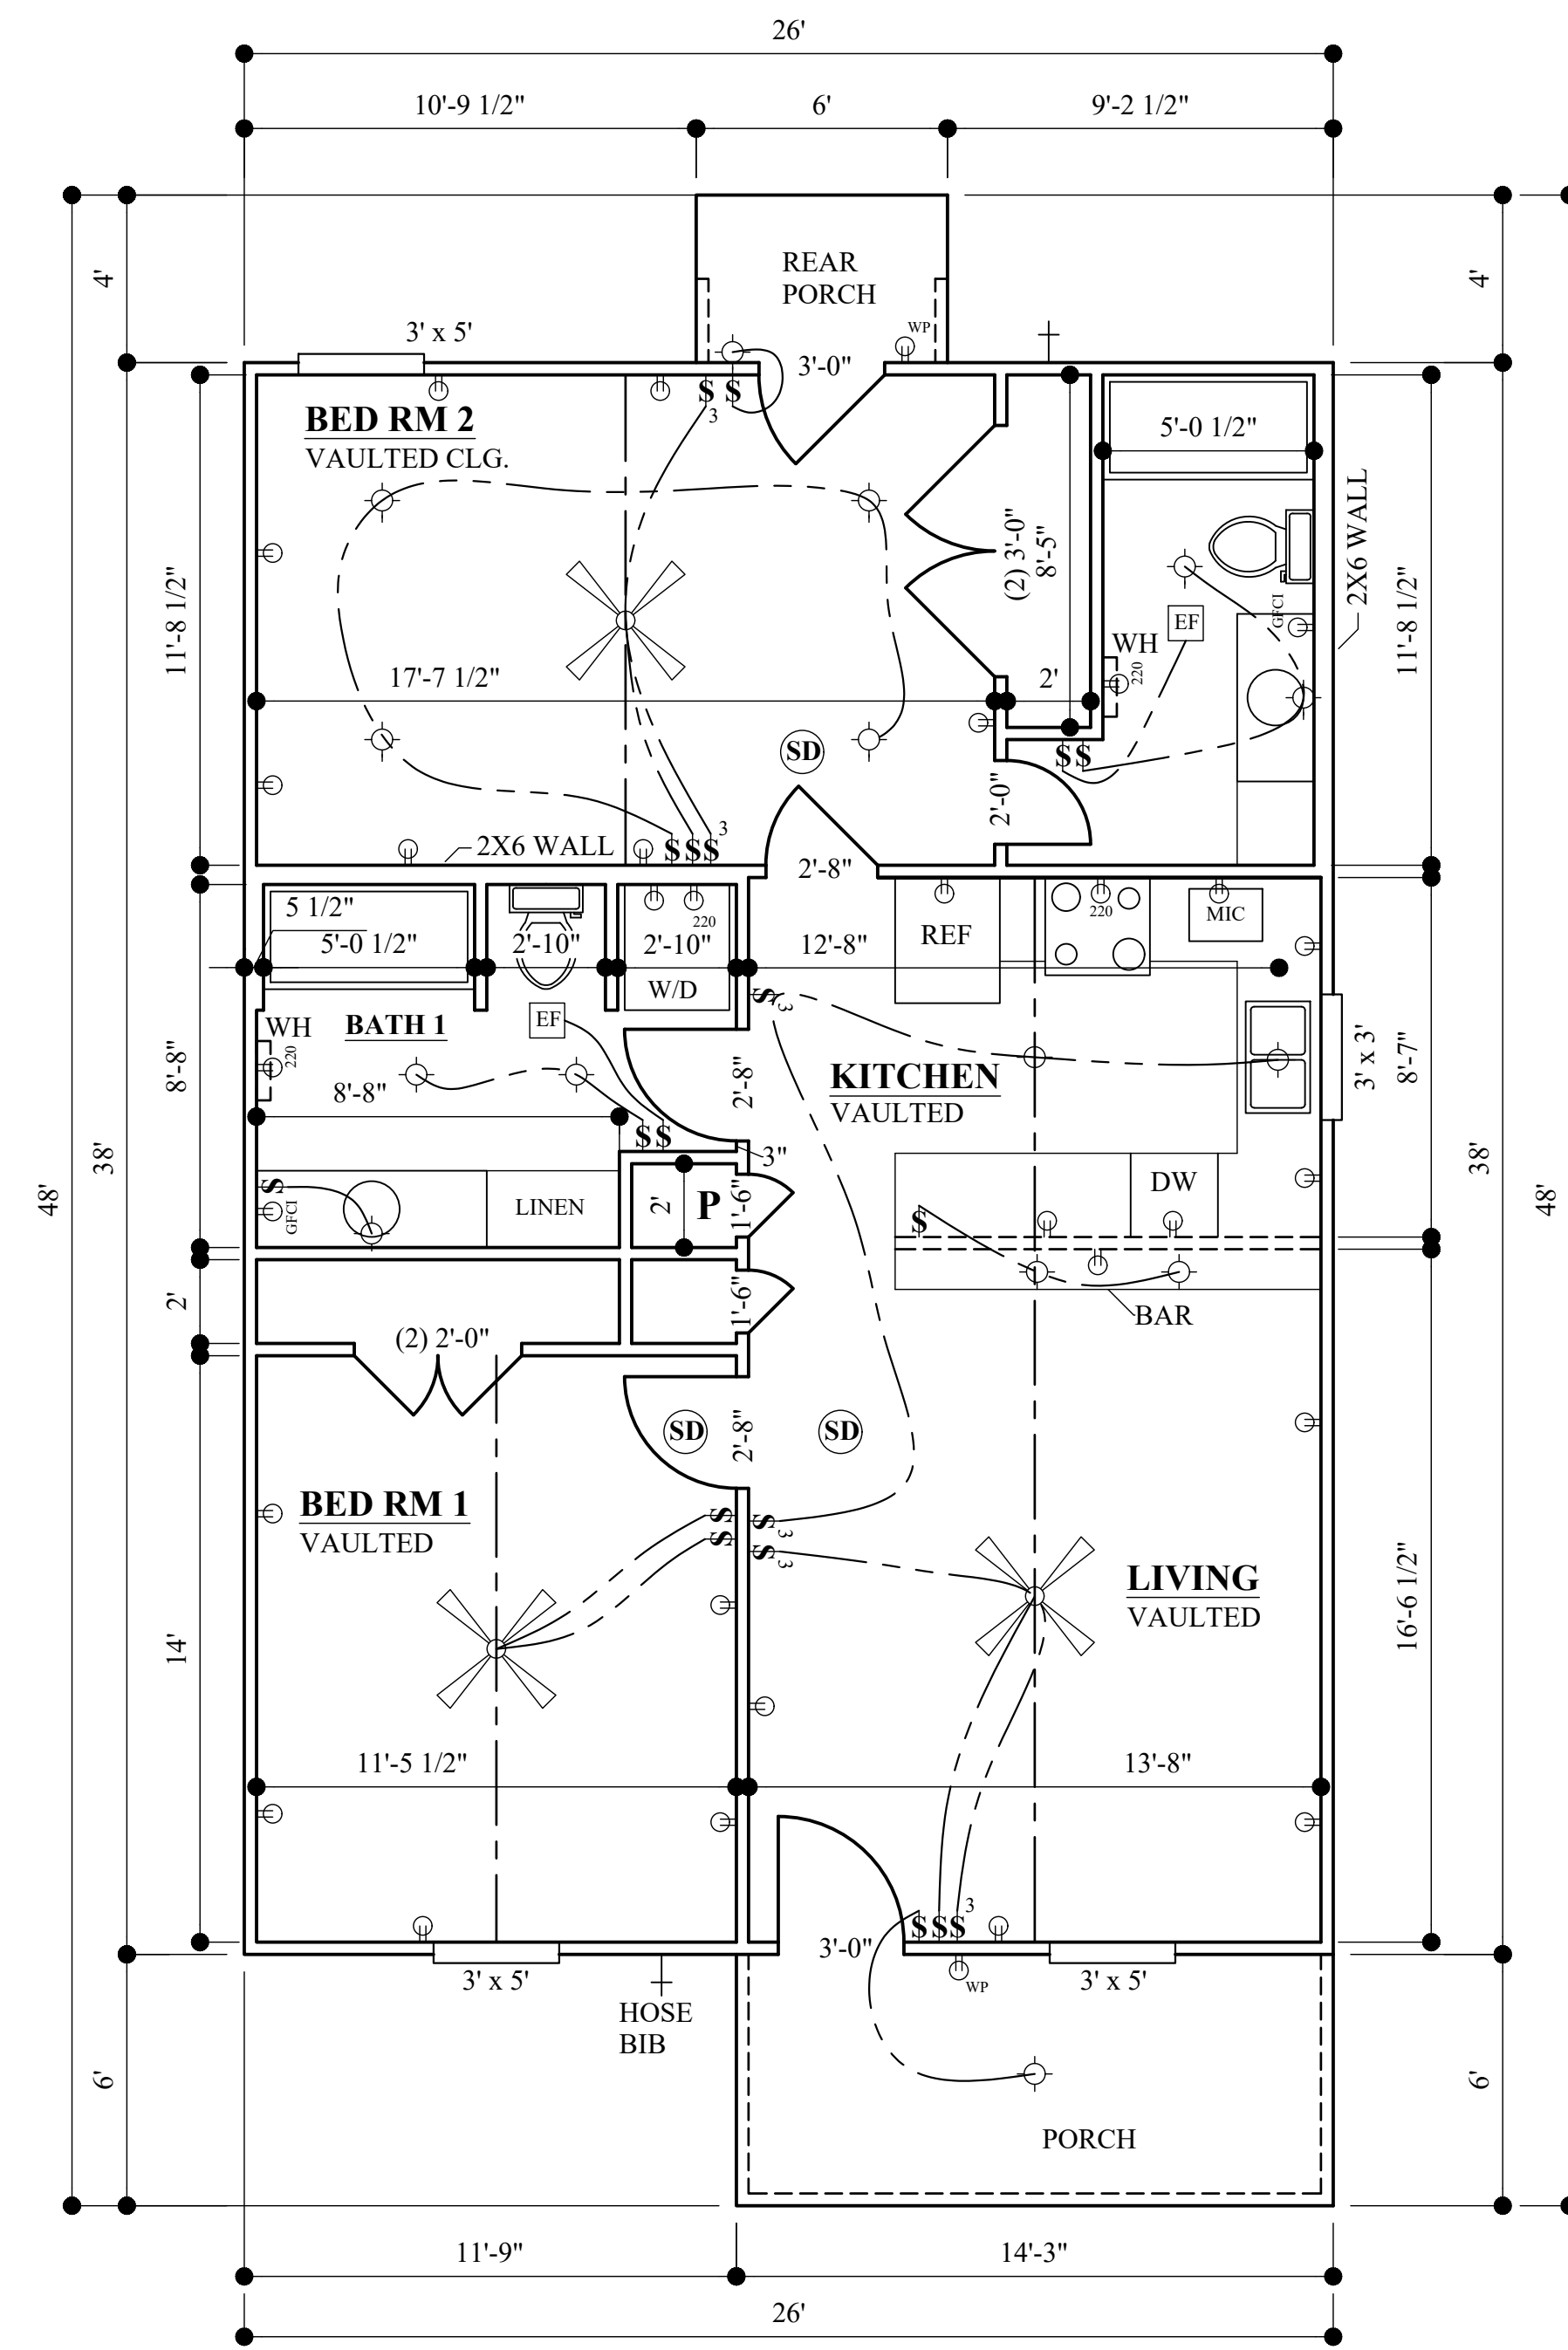 26'
10'-9 1/2"
6'
9'-2 1/2"
4'
REAR
PORCH
4'
3' x 5'
WP
3'-0"
$ $
3
BED RM 2
VAULTED CLG.
5'-0 1/2"
2X6 WALL
(2) 3'-0"
8'-5"
11'-8 1/2"
11'-8 1/2"
GFCI
EF
WH
220
17'-7 1/2"
2'
SD
$$
2'-0"
3
$$$
2X6 WALL
2'-8"
5 1/2"
5'-0 1/2"
2'-10"
220
2'-10"
W/D
12'-8"
REF
220
MIC
$
3
EF
WH
220
BATH 1
8'-8"
8'-8"
2'-8"
KITCHEN
VAULTED
3' x 3'
8'-7"
$$
3"
38'
38'
48'
48'
$
GFCI
LINEN
2'
P
1'-6"
$
DW
2'
1'-6"
BAR
(2) 2'-0"
SD
SD
2'-8"
BED RM 1
VAULTED
$
$
$
3
$
3
LIVING
VAULTED
14'
16'-6 1/2"
11'-5 1/2"
13'-8"
3
$$$
3'-0"
3' x 5'
WP
3' x 5'
HOSE
BIB
6'
6'
PORCH
11'-9"
14'-3"
26'